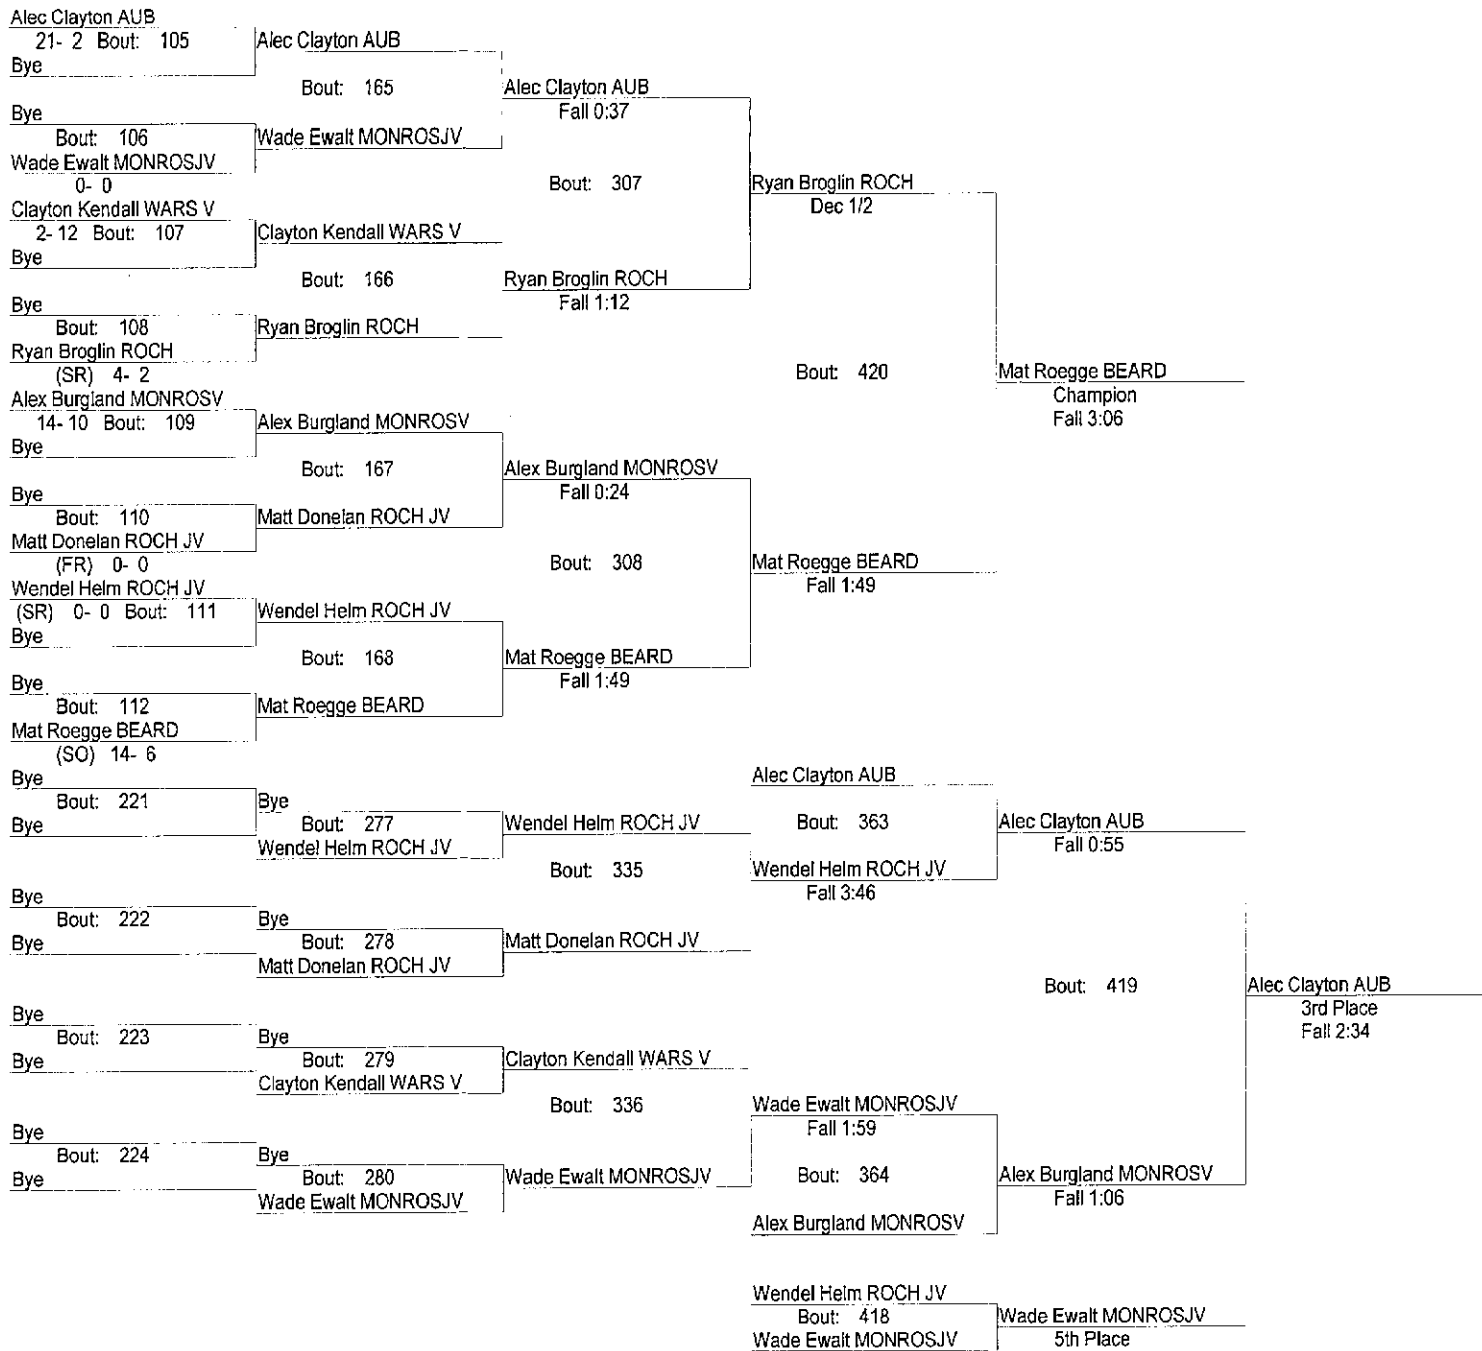 Alec Clayton AUB
21- 2 Bout: 105
Bye
Alec Clayton AUB
Bout: 165
Alec Clayton AUB
Fall 0:37
Bye
Bout: 106
Wade Ewalt MONROSJV
Wade Ewalt MONROSJV
0- 0
Bout: 307
Ryan Broglin ROCH
Dec 1/2
Clayton Kendall WARS V
2- 12 Bout: 107
Bye
Clayton Kendall WARS V
Bout: 166
Ryan Broglin ROCH
Fall 1:12
Bye
Bout: 108
Ryan Broglin ROCH
Ryan Broglin ROCH
(SR) 4- 2
Bout: 420
Mat Roegge BEARD
Champion
Fall 3:06
Alex Burgland MONROSV
14- 10 Bout: 109
Bye
Alex Burgland MONROSV
Bout: 167
Alex Burgland MONROSV
Fall 0:24
Bye
Bout: 110
Matt Donelan ROCH JV
Matt Donelan ROCH JV
(FR) 0- 0
Bout: 308
Mat Roegge BEARD
Fall 1:49
Wendel Helm ROCH JV
(SR) 0- 0 Bout: 111
Bye
Wendel Helm ROCH JV
Bout: 168
Mat Roegge BEARD
Fall 1:49
Bye
Bout: 112
Mat Roegge BEARD
Mat Roegge BEARD
(SO) 14- 6
Bye
Bout: 221
Bye
Bye
Bout: 277
Wendel Helm ROCH JV
Wendel Helm ROCH JV
Bout: 335
Alec Clayton AUB
Bout: 363
Wendel Helm ROCH JV
Fall 3:46
Alec Clayton AUB
Fall 0:55
Bye
Bout: 222
Bye
Bye
Bout: 278
Matt Donelan ROCH JV
Matt Donelan ROCH JV
Bout: 419
Alec Clayton AUB
3rd Place
Fall 2:34
Bye
Bout: 223
Bye
Bye
Bout: 279
Clayton Kendall WARS V
Clayton Kendall WARS V
Bout: 336
Wade Ewalt MONROSJV
Fall 1:59
Bye
Bout: 224
Bye
Bye
Bout: 280
Wade Ewalt MONROSJV
Wade Ewalt MONROSJV
Bout: 364
Alex Burgland MONROSV
Alex Burgland MONROSV
Fall 1:06
Wendel Helm ROCH JV
Bout: 418
Wade Ewalt MONROSJV
Wade Ewalt MONROSJV
5th Place